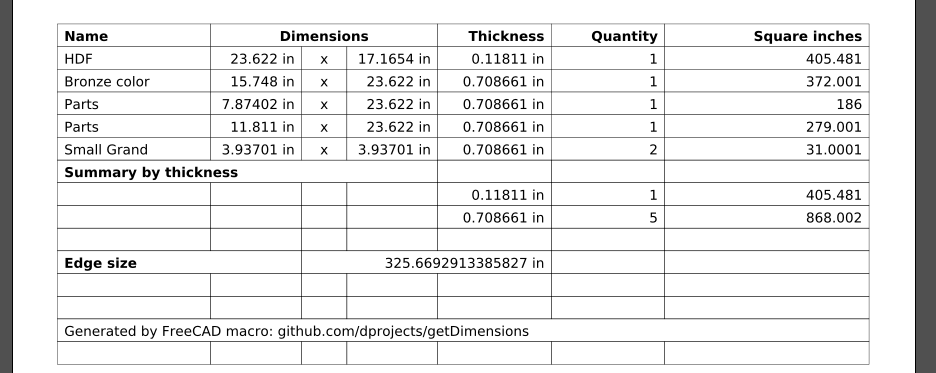 Name Dimensions Thickness Quantity Square inches
HDF 23.622 in x 17.1654 in 0.11811 in 1 405.481
Bronze color 15.748 in x 23.622 in 0.708661 in 1 372.001
Parts 7.87402 in x 23.622 in 0.708661 in 1 186
Parts 11.811 in x 23.622 in 0.708661 in 1 279.001
Small Grand 3.93701 in x 3.93701 in 0.708661 in 2 31.0001
Summary by thickness
0.11811 in 1 405.481
0.708661 in 5 868.002
Edge size 325.6692913385827 in
Generated by FreeCAD macro: github.com/dprojects/getDimensions